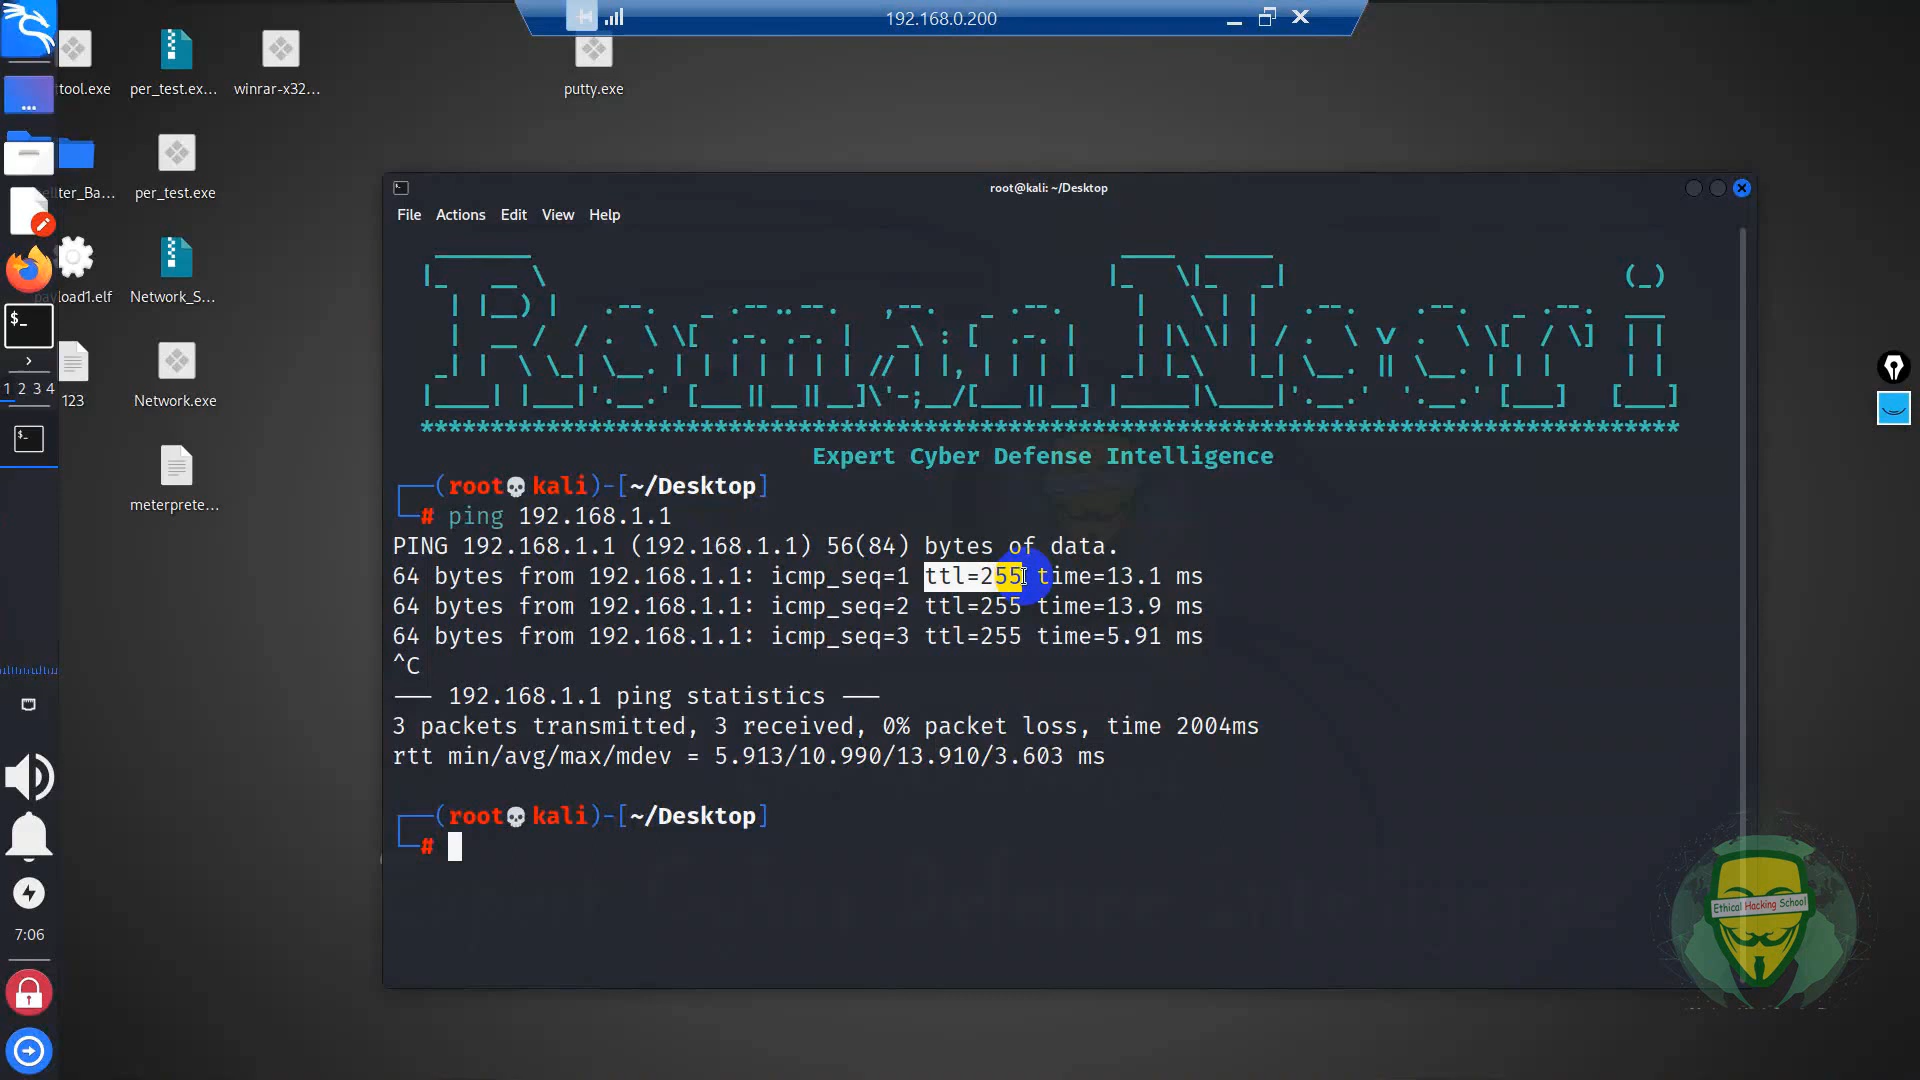 192.168.0.200
tool.exe
per_test.ex...
winrar-x32...
putty.exe
ellter_Ba...
per_test.exe
payload1.elf
Network_S...
1 2 3 4
123
Network.exe
meterprete...
7:06
root@kali: ~/Desktop
File Actions Edit View Help
Roman Noori
Expert Cyber Defense Intelligence
(root💀kali)-[~/Desktop]
# ping 192.168.1.1
PING 192.168.1.1 (192.168.1.1) 56(84) bytes of data.
64 bytes from 192.168.1.1: icmp_seq=1 ttl=255 time=13.1 ms
64 bytes from 192.168.1.1: icmp_seq=2 ttl=255 time=13.9 ms
64 bytes from 192.168.1.1: icmp_seq=3 ttl=255 time=5.91 ms
^C
— 192.168.1.1 ping statistics —
3 packets transmitted, 3 received, 0% packet loss, time 2004ms
rtt min/avg/max/mdev = 5.913/10.990/13.910/3.603 ms
(root💀kali)-[~/Desktop]
#
Ethical Hacking School